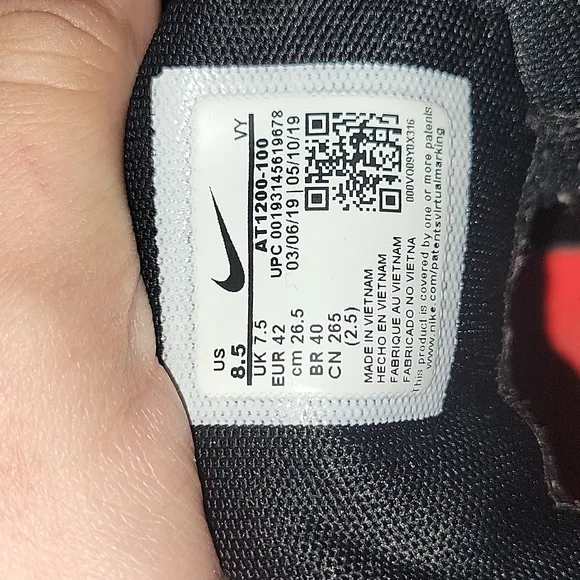 US
8.5 VY
UK 7.5 AT1200-100
EUR 42 UPC 00193145619678
cm 26.5 03/06/19 | 05/10/19
BR 40
CN 265
(2.5)
000VQ09Y0X316
MADE IN VIETNAM
HECHO EN VIETNAM
FABRIQUE AU VIETNAM
FABRICADO NO VIETNA
This product is covered by one or more patents.
www.nike.com/patentsvirtualmarking